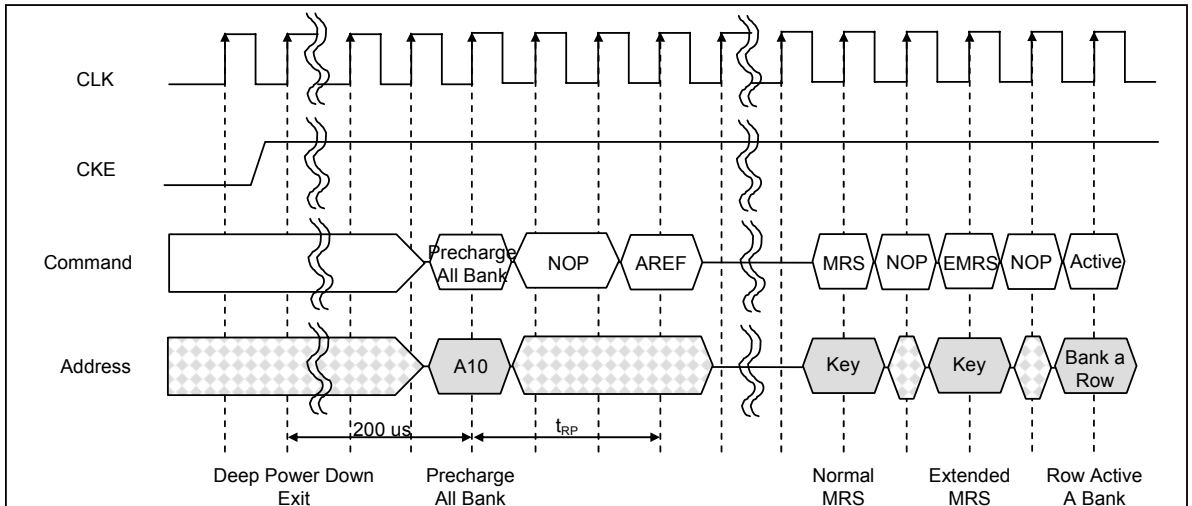 CLK
CKE
Command
Precharge
All Bank
NOP
AREF
MRS
NOP
EMRS
NOP
Active
Address
A10
Key
Key
Bank a
Row
200 us
tRP
Deep Power Down
Exit
Precharge
All Bank
Normal
MRS
Extended
MRS
Row Active
A Bank